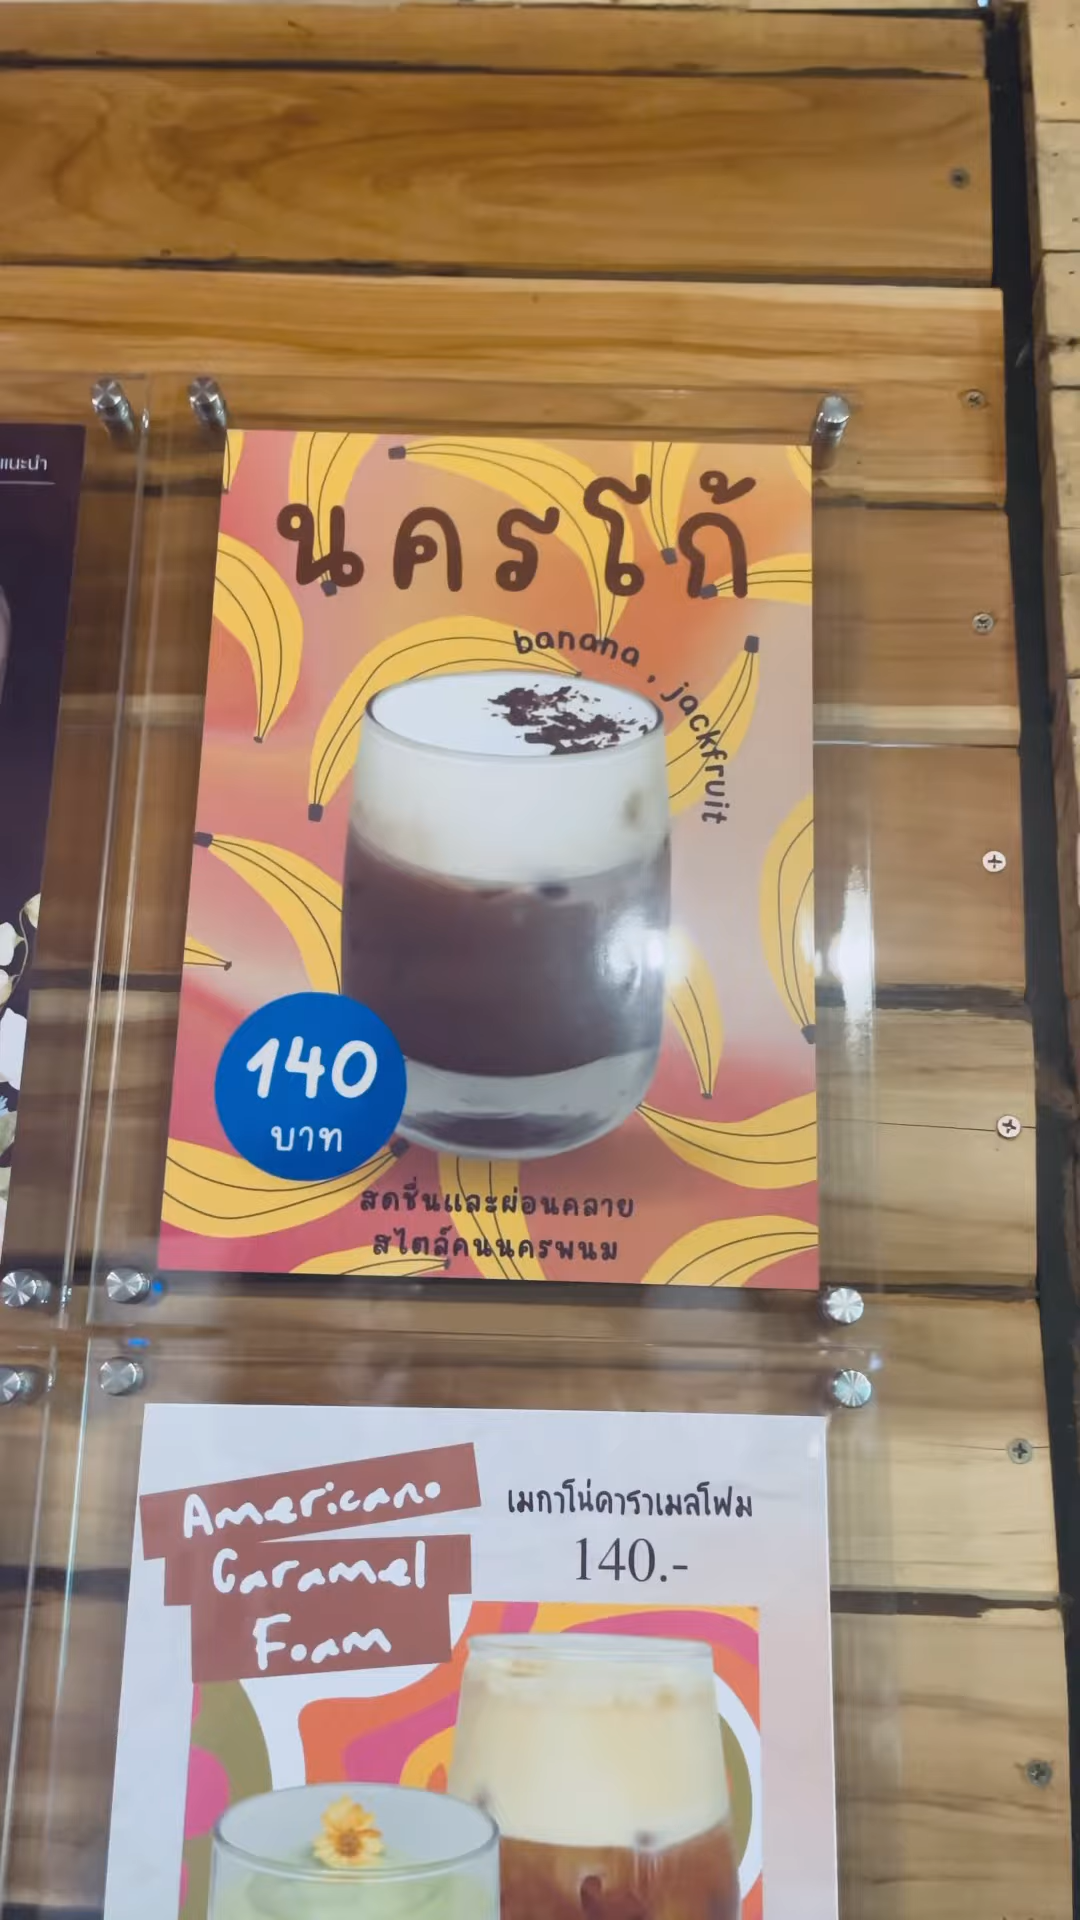 แนะนำ
นครโก้
banana, jackfruit
140
บาท
สดชื่นและผ่อนคลาย
สไตล์คนนครพนม
Americano
Caramel
Foam
เมกาโน่คาราเมลโฟม
140.-